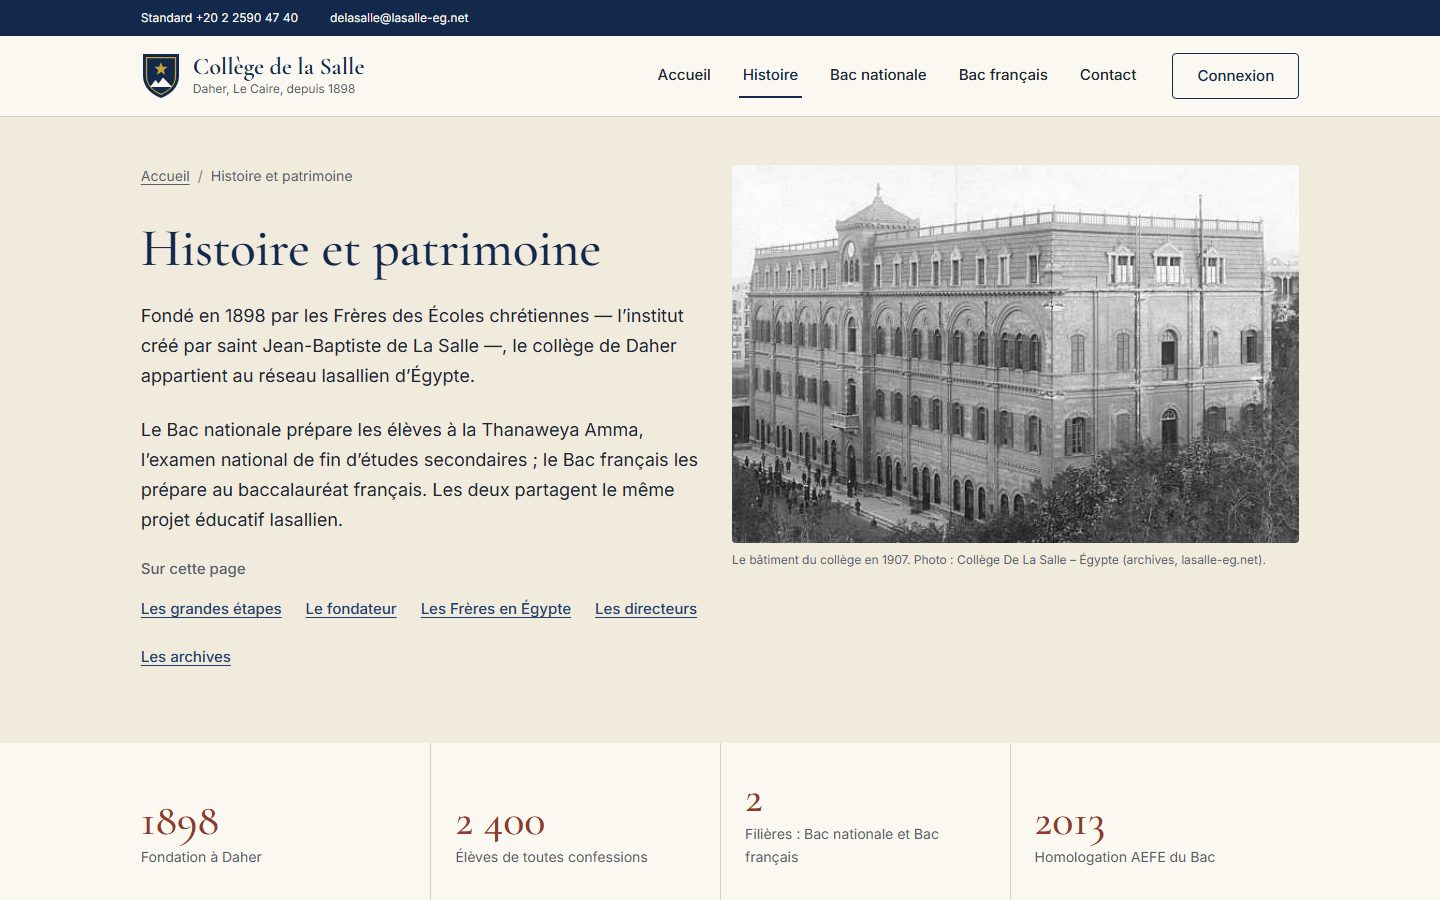 Standard +20 2 2590 47 40
delasalle@lasalle-eg.net
Collège de la Salle
Daher, Le Caire, depuis 1898
Accueil
Histoire
Bac nationale
Bac français
Contact
Connexion
Accueil / Histoire et patrimoine
Histoire et patrimoine
Fondé en 1898 par les Frères des Écoles chrétiennes — l’institut
créé par saint Jean-Baptiste de La Salle —, le collège de Daher
appartient au réseau lasallien d’Égypte.
Le Bac nationale prépare les élèves à la Thanaweya Amma,
l’examen national de fin d’études secondaires ; le Bac français les
prépare au baccalauréat français. Les deux partagent le même
projet éducatif lasallien.
Sur cette page
Les grandes étapes
Le fondateur
Les Frères en Égypte
Les directeurs
Les archives
Le bâtiment du collège en 1907. Photo : Collège De La Salle – Égypte (archives, lasalle-eg.net).
1898
Fondation à Daher
2 400
Élèves de toutes confessions
2
Filières : Bac nationale et Bac
français
2013
Homologation AEFE du Bac